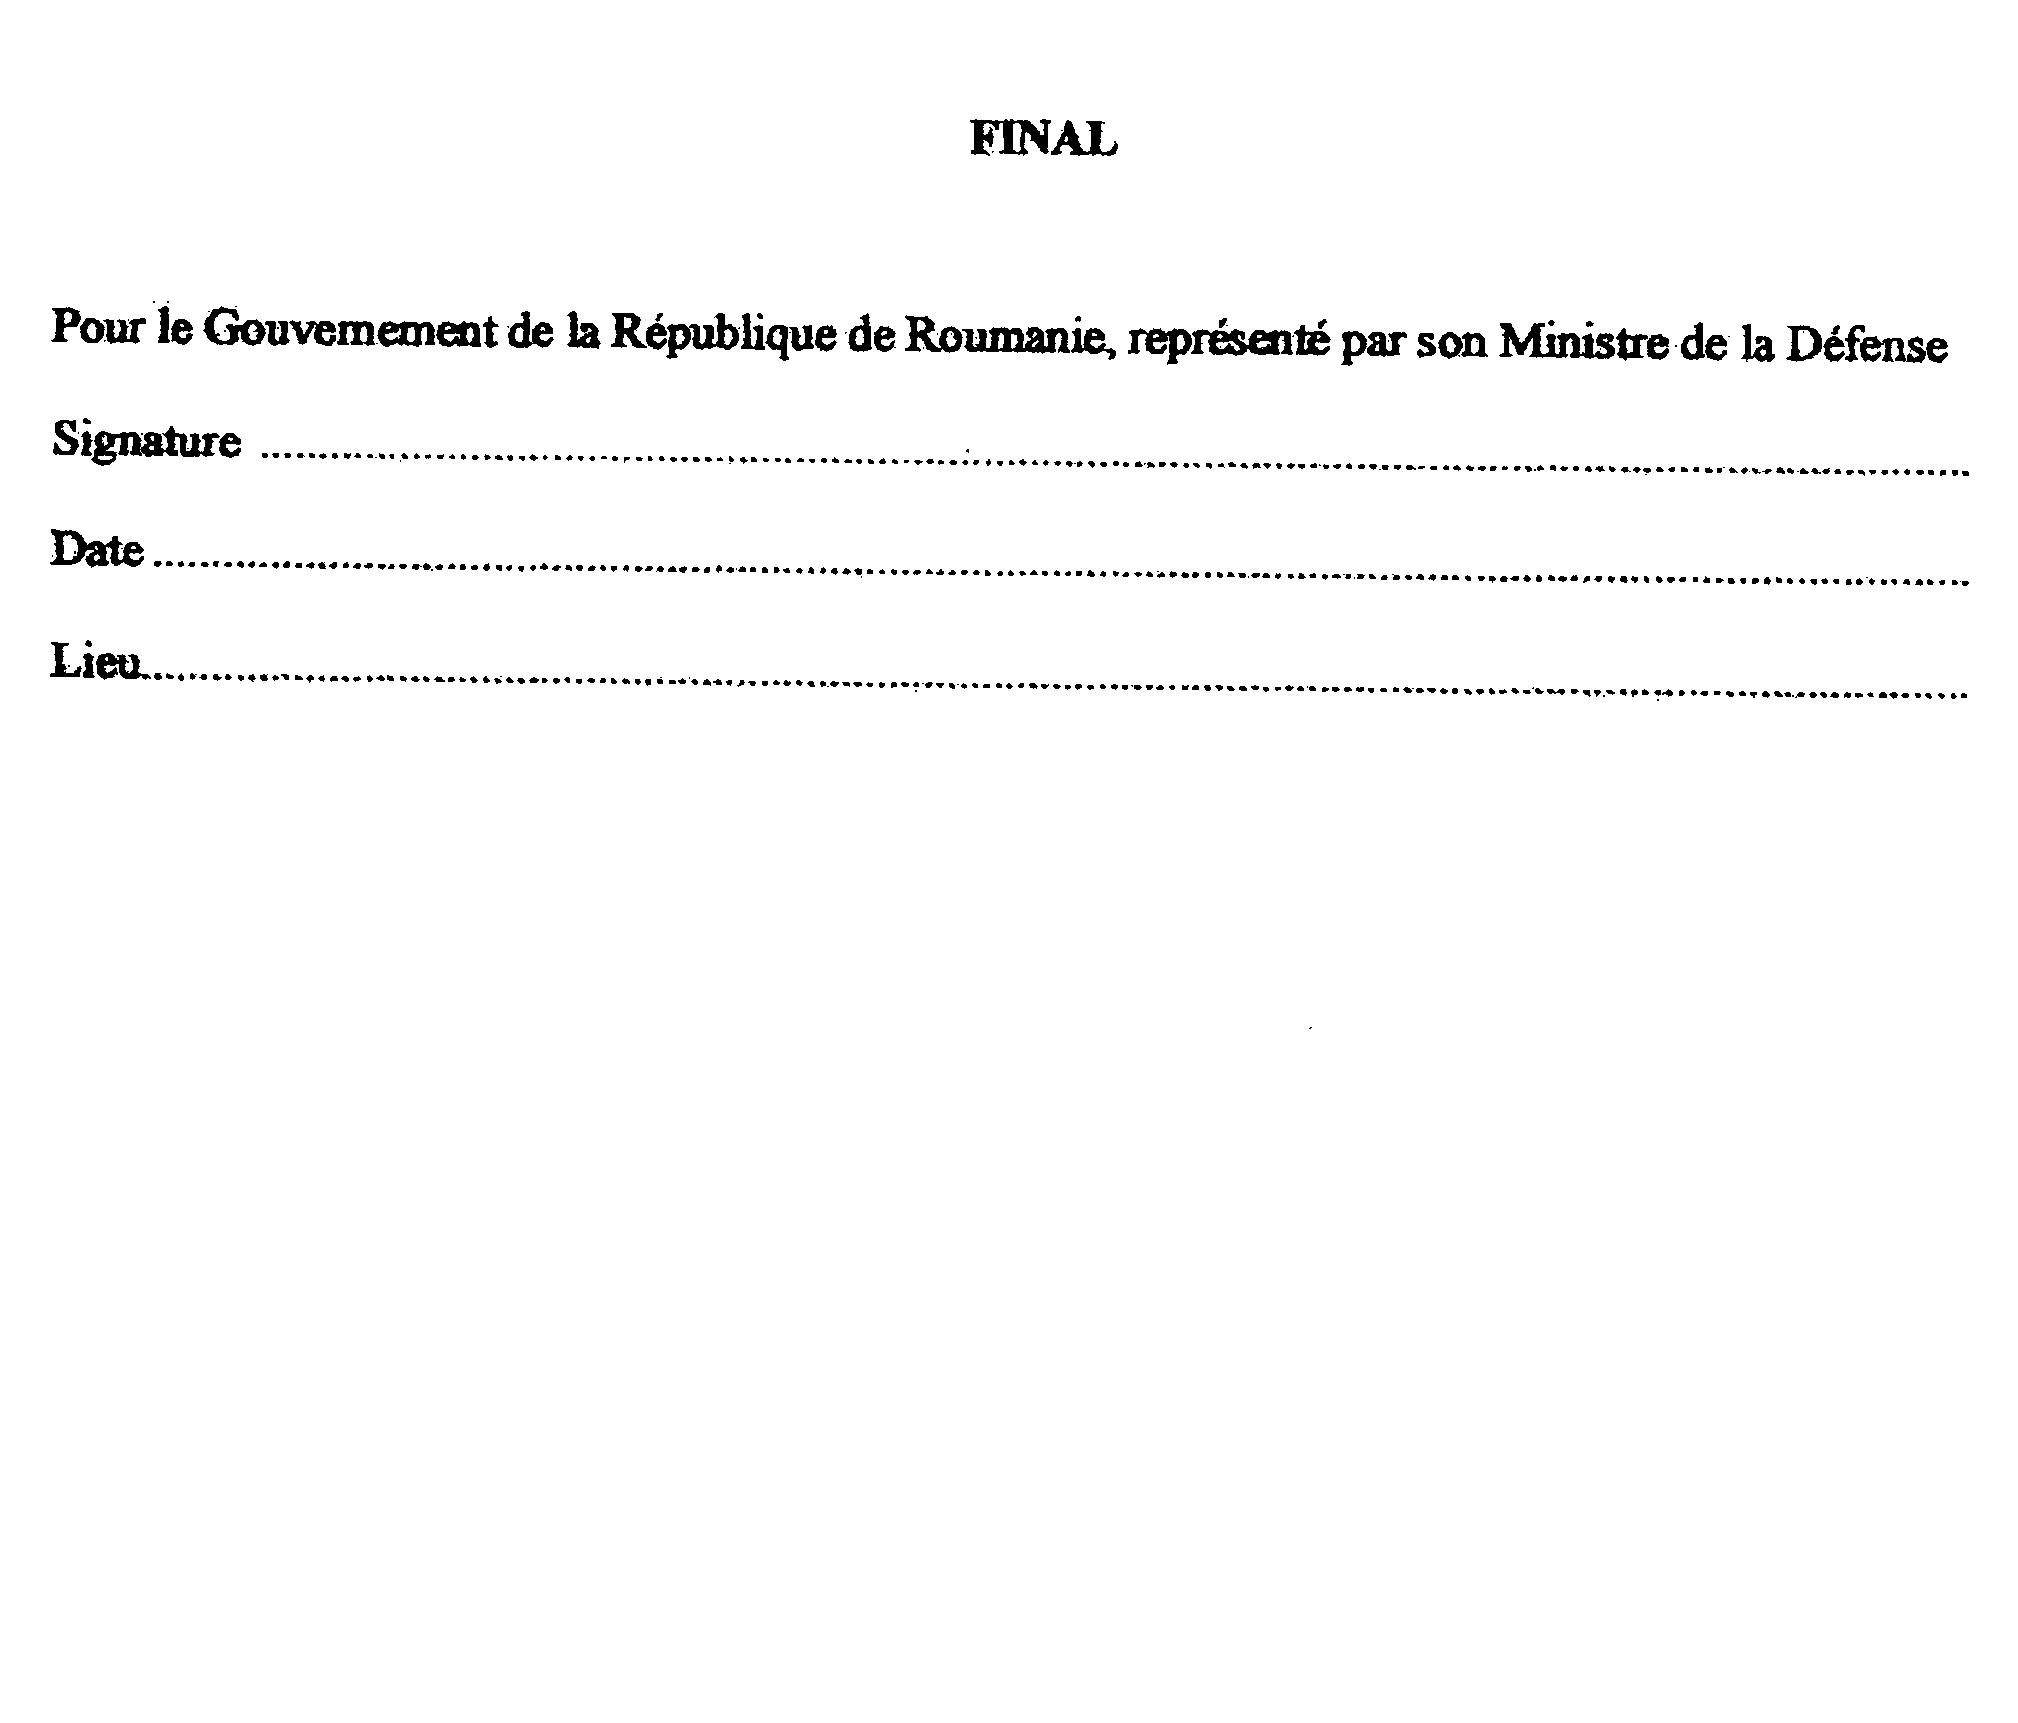 FINAL
Pour le Gouvernement de la République de Roumanie, représenté par son Ministre de la Défense
Signature ................................................................................
Date ................................................................................
Lieu................................................................................